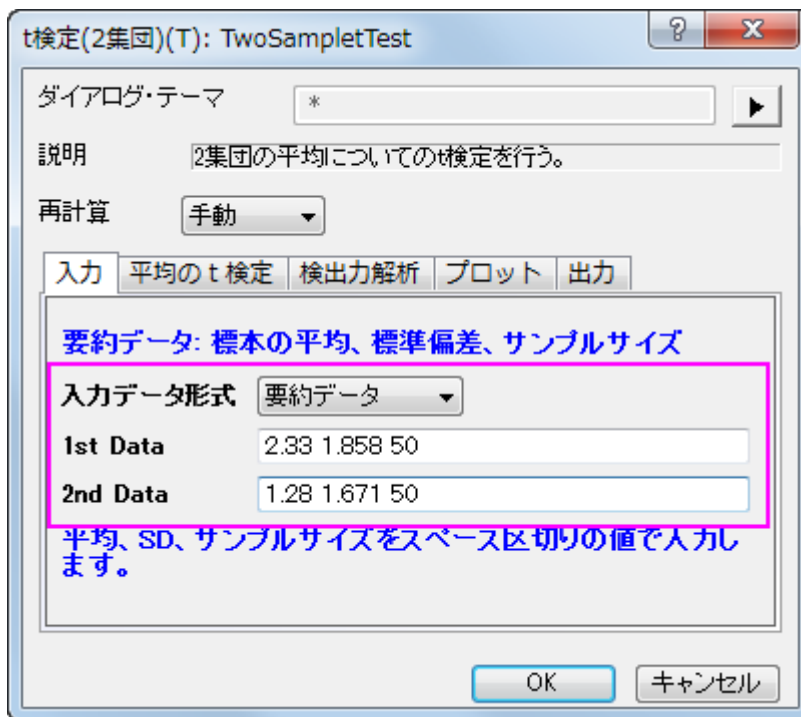 t検定(2集団)(T): TwoSampletTest
ダイアログ・テーマ *
説明 2集団の平均についてのt検定を行う。
再計算 手動
入力 平均のｔ検定 検出力解析 プロット 出力
要約データ: 標本の平均、標準偏差、サンプルサイズ
入力データ形式 要約データ
1st Data 2.33 1.858 50
2nd Data 1.28 1.671 50
平均、SD、サンプルサイズをスペース区切りの値で入力し
ます。
OK キャンセル